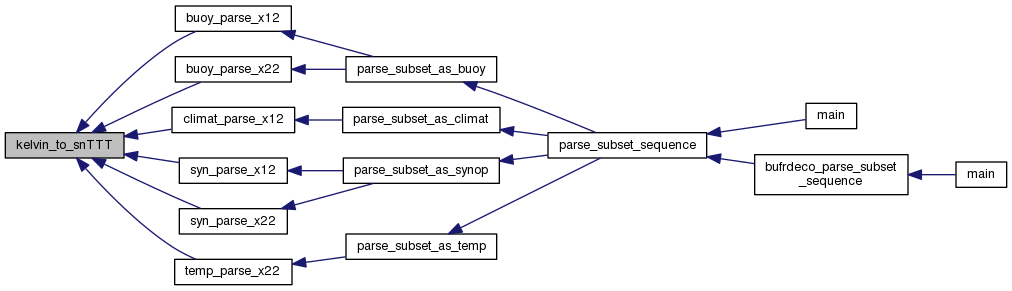 kelvin_to_snTTT
buoy_parse_x12
buoy_parse_x22
climat_parse_x12
syn_parse_x12
syn_parse_x22
temp_parse_x22
parse_subset_as_buoy
parse_subset_as_climat
parse_subset_as_synop
parse_subset_as_temp
parse_subset_sequence
main
bufrdeco_parse_subset
_sequence
main